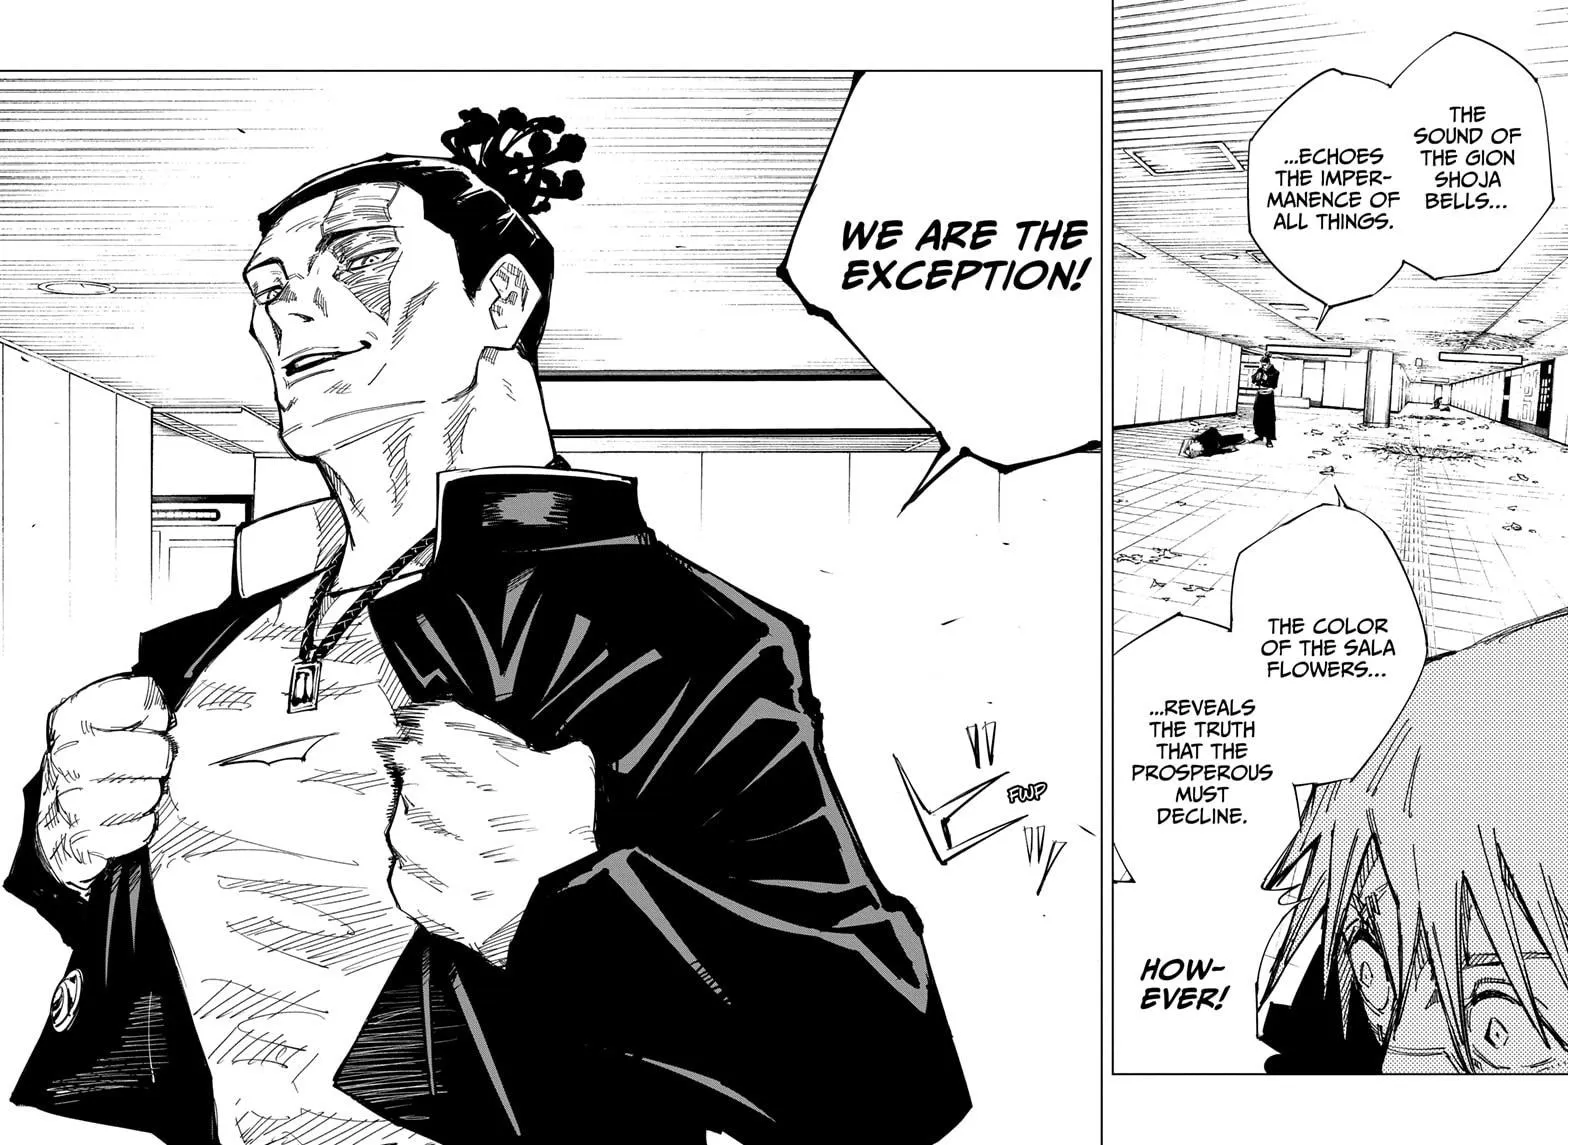 THE
SOUND OF
THE GION
SHOJA
BELLS...
...ECHOES
THE IMPER-
MANENCE OF
ALL THINGS.
THE COLOR
OF THE SALA
FLOWERS...
...REVEALS
THE TRUTH
THAT THE
PROSPEROUS
MUST
DECLINE.
HOW-
EVER!
WE ARE THE
EXCEPTION!
FWP